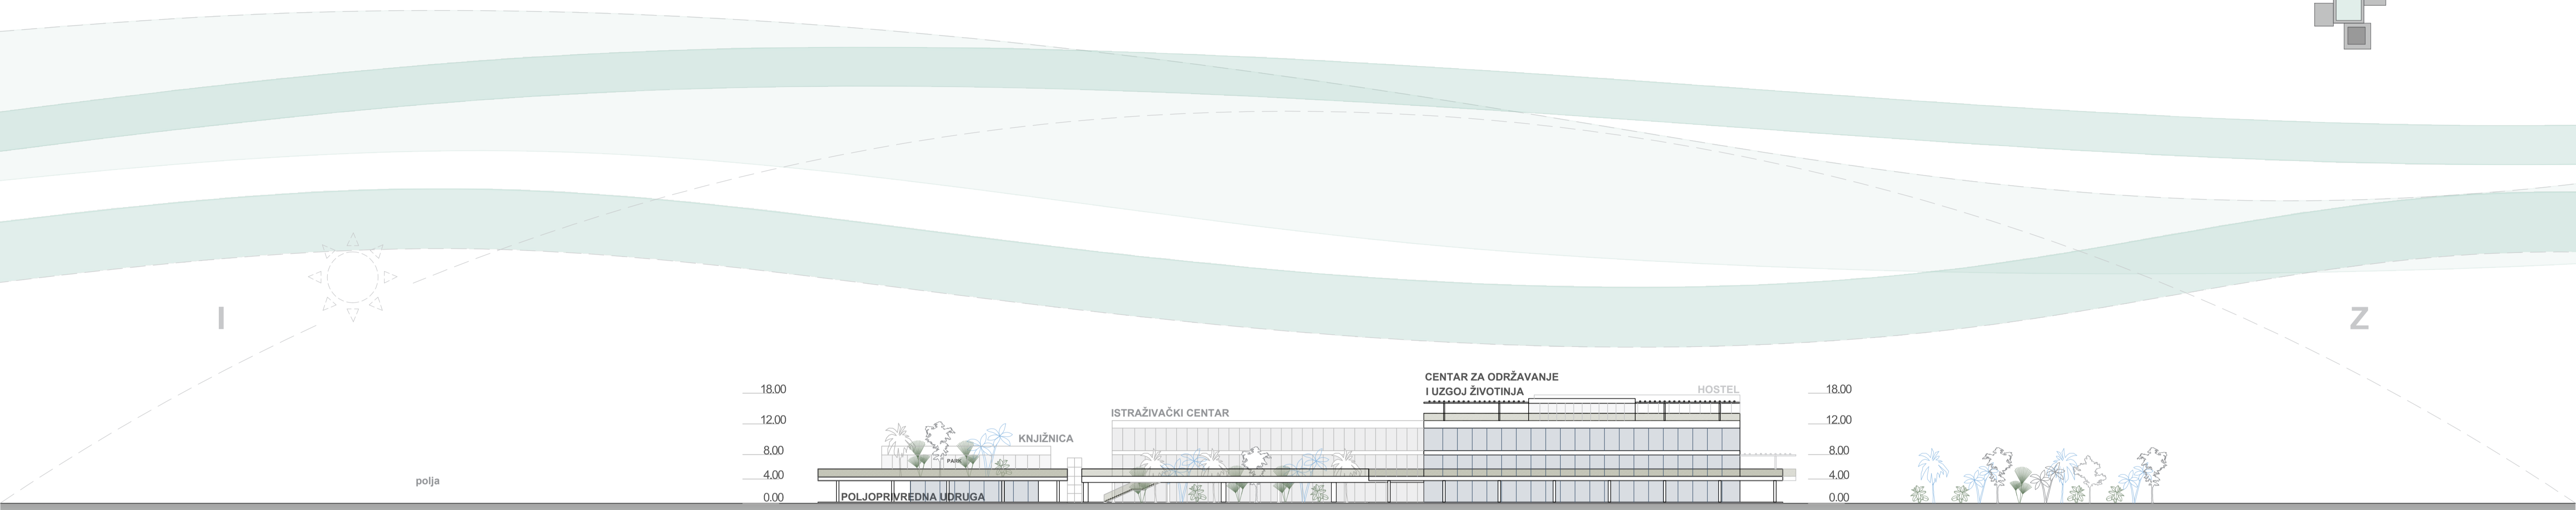 I
Z
CENTAR ZA ODRŽAVANJE
I UZGOJ ŽIVOTINJA
HOSTEL
18.00
18.00
ISTRAŽIVAČKI CENTAR
12.00
12.00
KNJIŽNICA
8.00
8.00
PARK
4.00
4.00
polja
0.00
POLJOPRIVREDNA UDRUGA
0.00